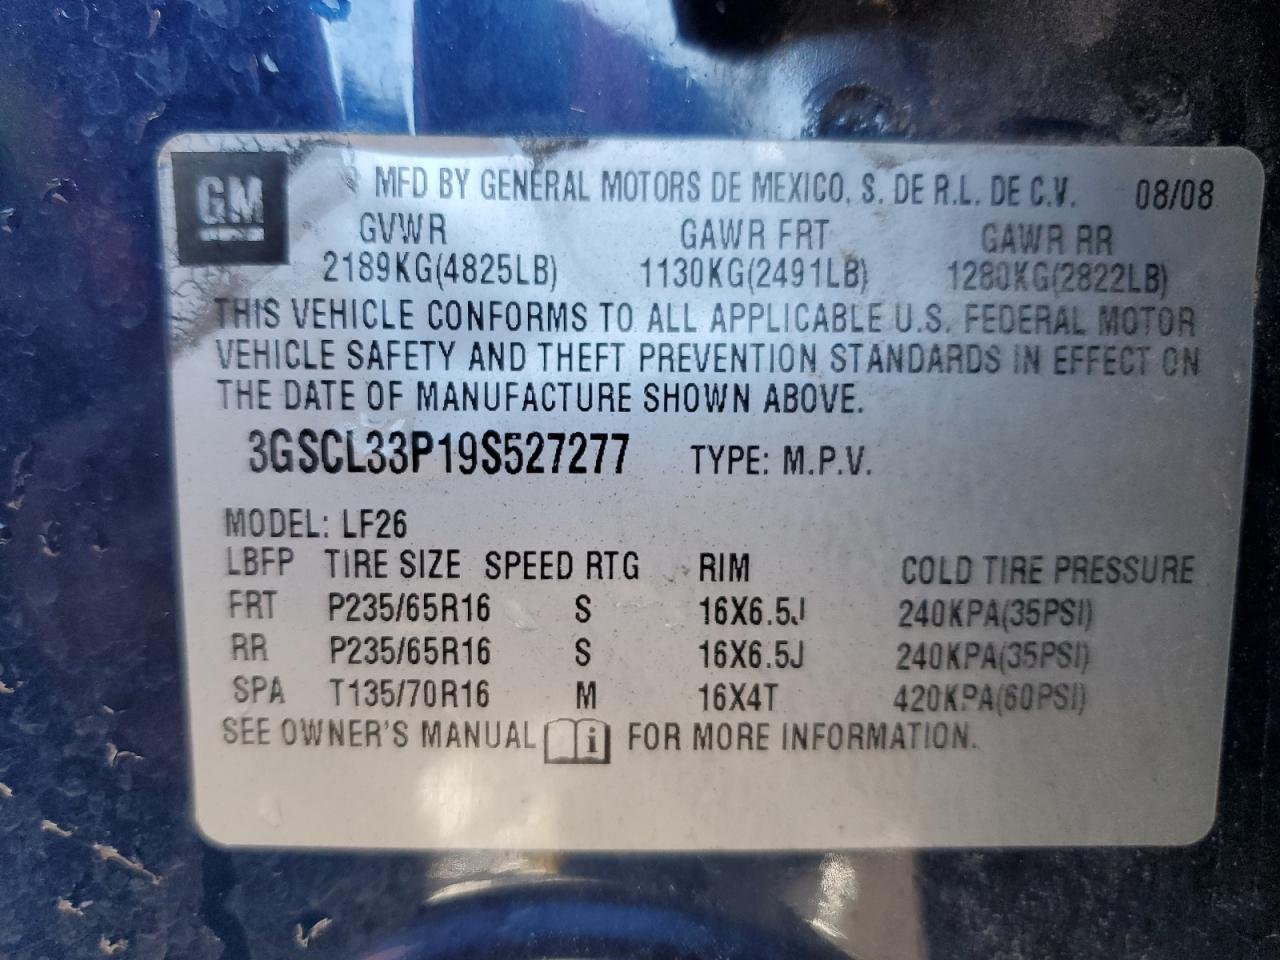 GM MFD BY GENERAL MOTORS DE MEXICO, S. DE R.L. DE C.V. 08/08
GVWR GAWR FRT GAWR RR
2189KG(4825LB) 1130KG(2491LB) 1280KG(2822LB)
THIS VEHICLE CONFORMS TO ALL APPLICABLE U.S. FEDERAL MOTOR
VEHICLE SAFETY AND THEFT PREVENTION STANDARDS IN EFFECT ON
THE DATE OF MANUFACTURE SHOWN ABOVE.
3GSCL33P19S527277 TYPE: M.P.V.
MODEL: LF26
LBFP TIRE SIZE SPEED RTG RIM COLD TIRE PRESSURE
FRT P235/65R16 S 16X6.5J 240KPA(35PSI)
RR P235/65R16 S 16X6.5J 240KPA(35PSI)
SPA T135/70R16 M 16X4T 420KPA(60PSI)
SEE OWNER'S MANUAL i FOR MORE INFORMATION.